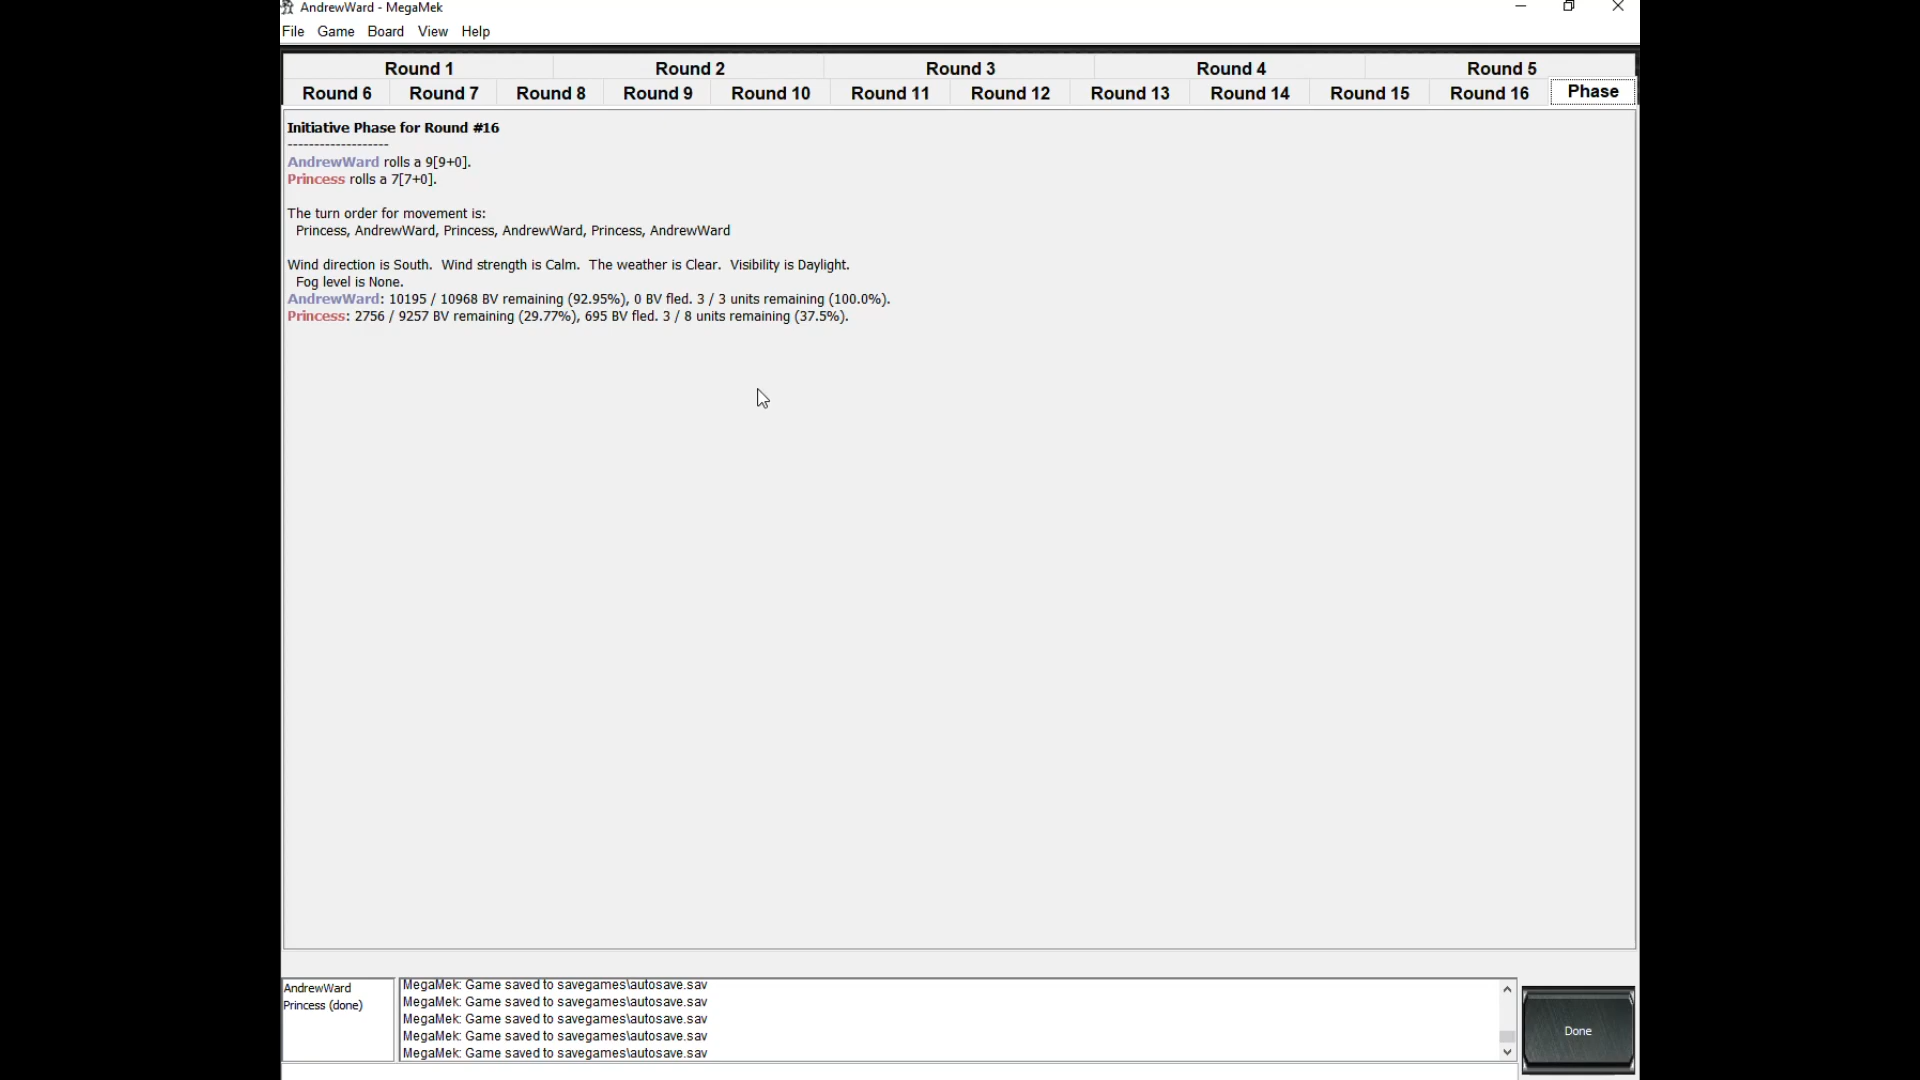 AndrewWard - MegaMek
File Game Board View Help
Round 1 Round 2 Round 3 Round 4 Round 5
Round 6 Round 7 Round 8 Round 9 Round 10 Round 11 Round 12 Round 13 Round 14 Round 15 Round 16 Phase
Initiative Phase for Round #16
-------------------
AndrewWard rolls a 9[9+0].
Princess rolls a 7[7+0].
The turn order for movement is:
Princess, AndrewWard, Princess, AndrewWard, Princess, AndrewWard
Wind direction is South. Wind strength is Calm. The weather is Clear. Visibility is Daylight.
Fog level is None.
AndrewWard: 10195 / 10968 BV remaining (92.95%), 0 BV fled. 3 / 3 units remaining (100.0%).
Princess: 2756 / 9257 BV remaining (29.77%), 695 BV fled. 3 / 8 units remaining (37.5%).
AndrewWard
Princess (done)
MegaMek: Game saved to savegames\autosave.sav
MegaMek: Game saved to savegames\autosave.sav
MegaMek: Game saved to savegames\autosave.sav
MegaMek: Game saved to savegames\autosave.sav
MegaMek: Game saved to savegames\autosave.sav
Done